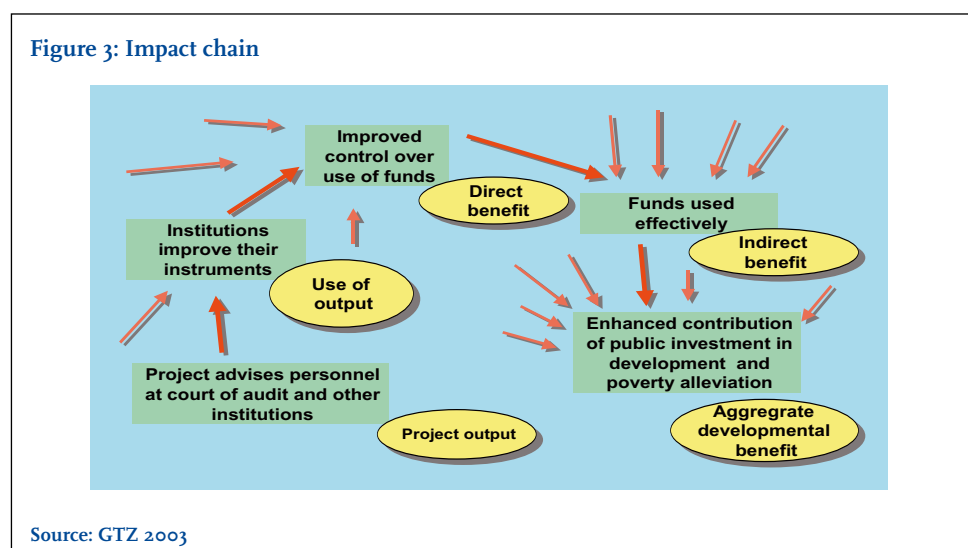 Figure 3: Impact chain
Improved
control over
use of funds
Direct
benefit
Funds used
effectively
Indirect
benefit
Institutions
improve their
instruments
Use of
output
Enhanced contribution
of public investment in
development and
poverty alleviation
Project advises personnel
at court of audit and other
institutions
Project output
Aggregate
developmental
benefit
Source: GTZ 2003